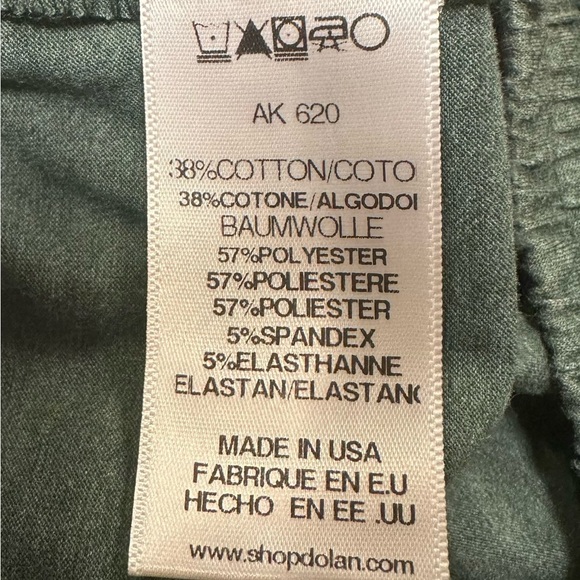 AK 620
38%COTTON/COTO
38%COTONE/ALGODOI
BAUMWOLLE
57%POLYESTER
57%POLIESTERE
57%POLIESTER
5%SPANDEX
5%ELASTHANNE
ELASTAN/ELASTAN
MADE IN USA
FABRIQUE EN E.U
HECHO EN EE .UU
www.shopdolan.com